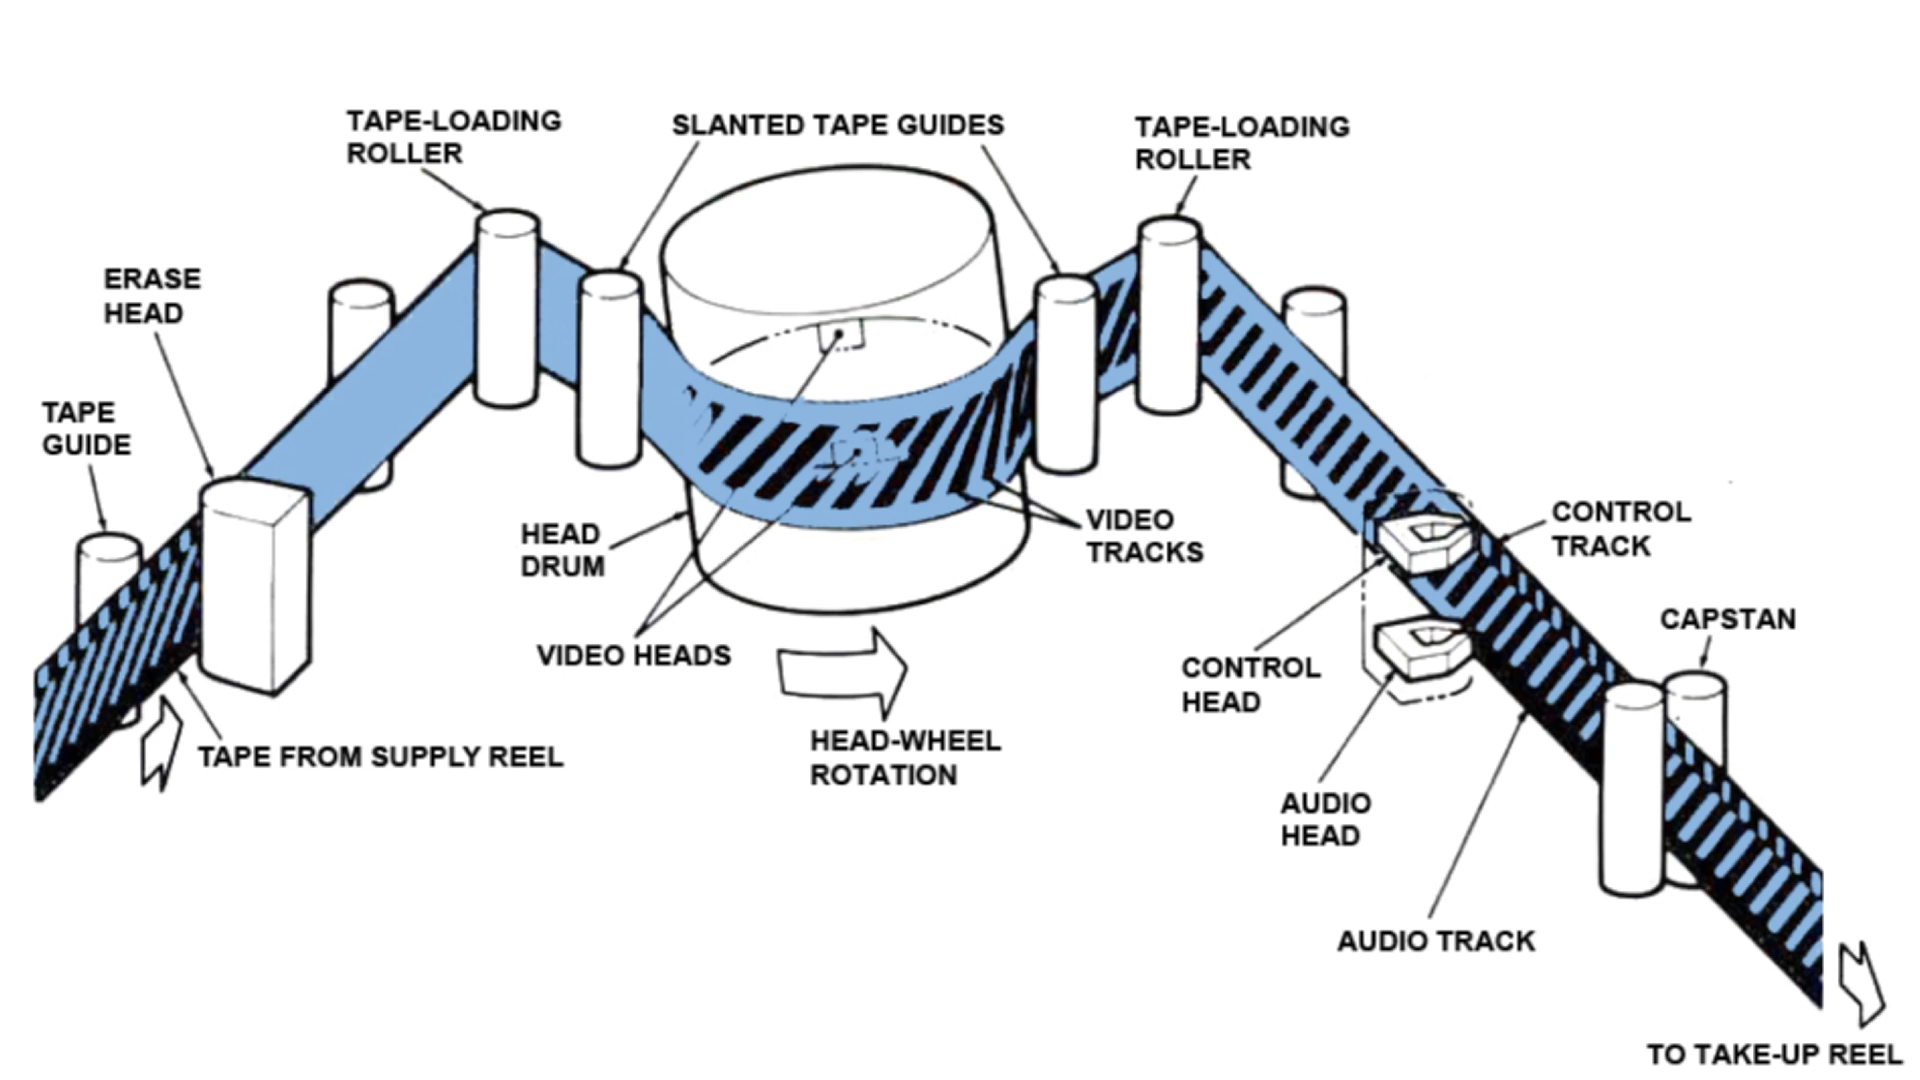 TAPE-LOADING
ROLLER
SLANTED TAPE GUIDES
TAPE-LOADING
ROLLER
ERASE
HEAD
TAPE
GUIDE
HEAD
DRUM
VIDEO
TRACKS
CONTROL
TRACK
CAPSTAN
VIDEO HEADS
CONTROL
HEAD
TAPE FROM SUPPLY REEL
HEAD-WHEEL
ROTATION
AUDIO
HEAD
AUDIO TRACK
TO TAKE-UP REEL